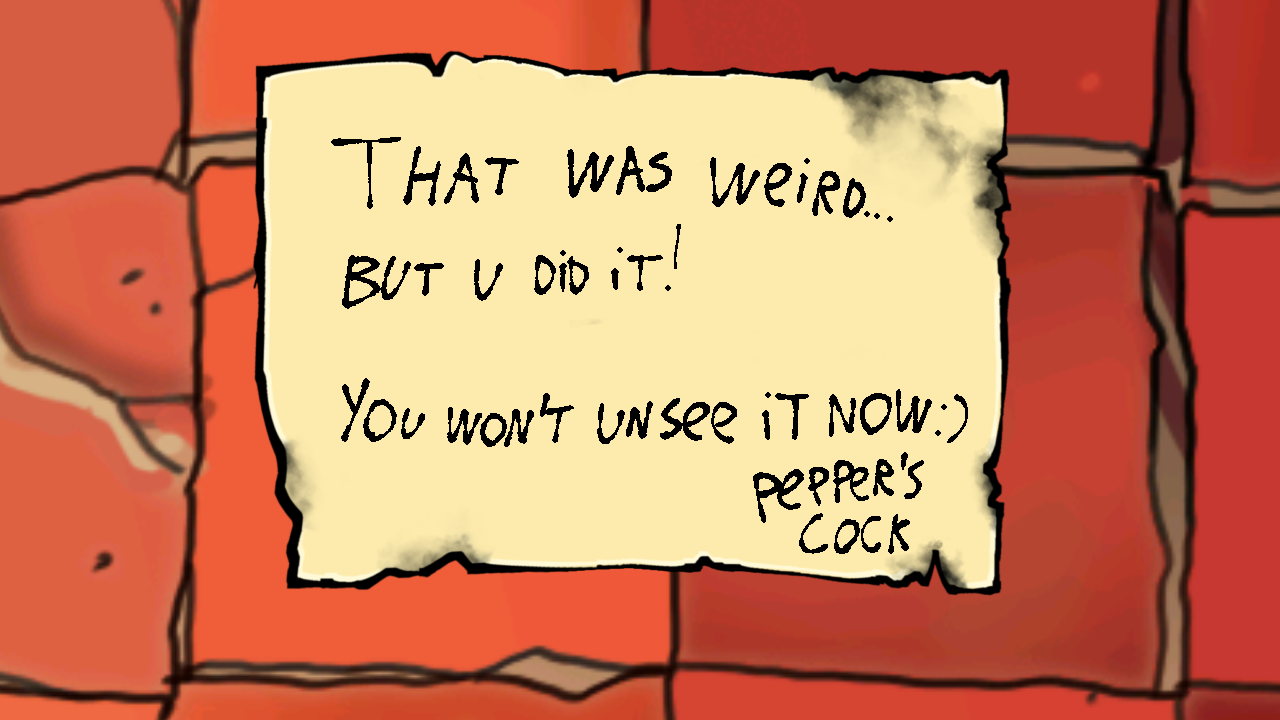 THAT WAS WeiRD...
BUT U DiD iT!
YOU WON'T UNSee iT NOW:)
PePPeR'S
COCK